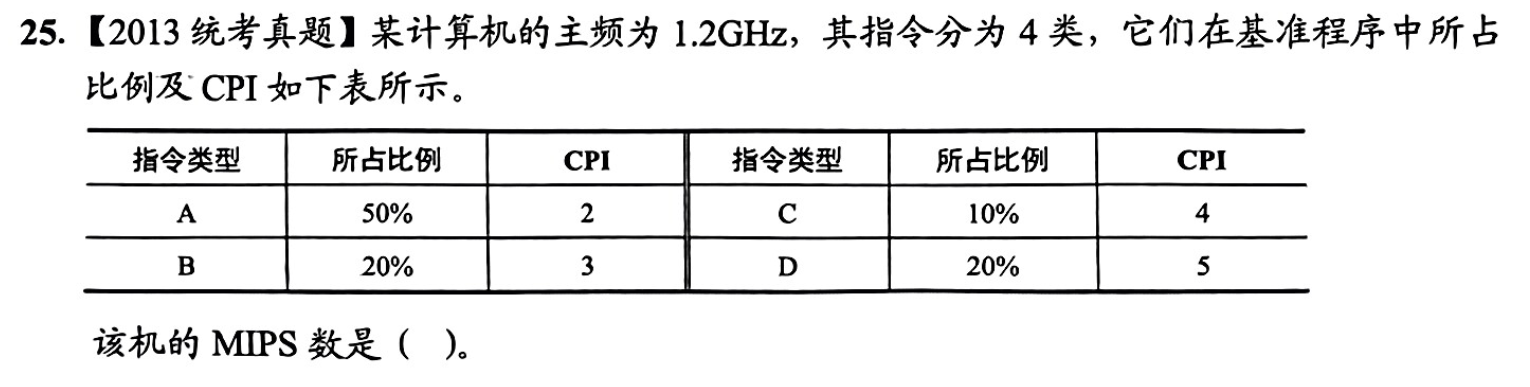 25. 【2013 统考真题】某计算机的主频为 1.2GHz，其指令分为 4 类，它们在基准程序中所占
比例及 CPI 如下表所示。
指令类型 所占比例 CPI 指令类型 所占比例 CPI
A 50% 2 C 10% 4
B 20% 3 D 20% 5
该机的 MIPS 数是 ( )。